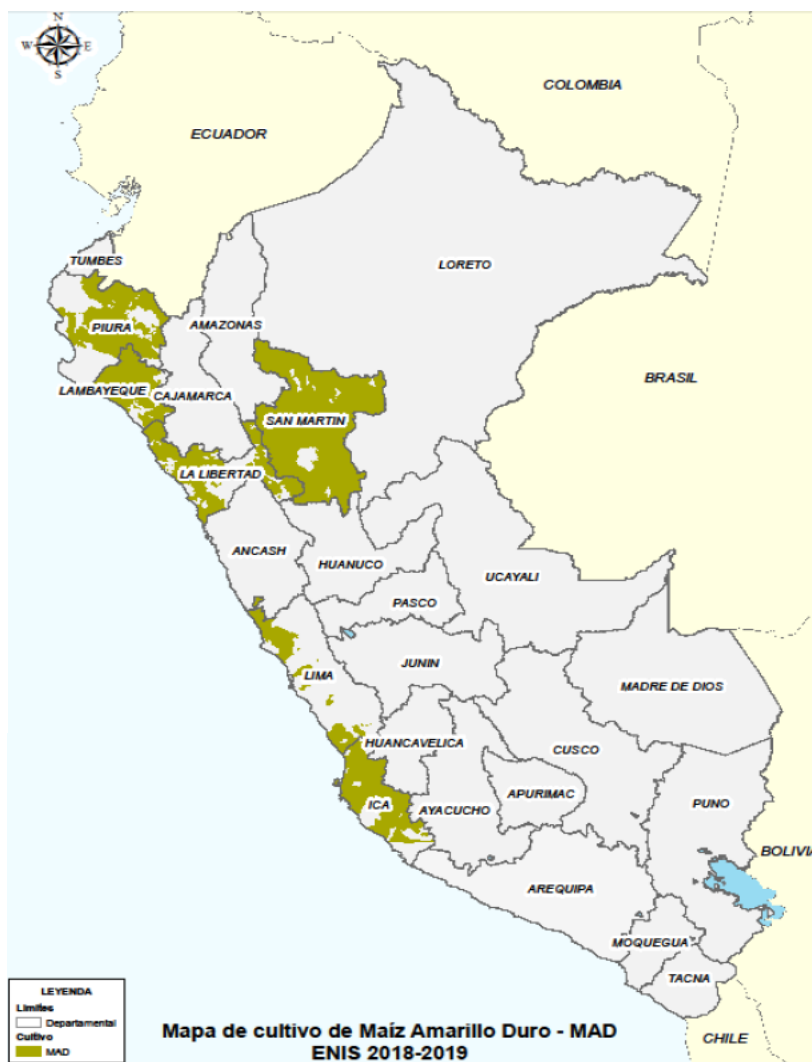 N
W
E
S
COLOMBIA
ECUADOR
LORETO
TUMBES
AMAZONAS
PIURA
BRASIL
LAMBAYEQUE
CAJAMARCA
SAN MARTIN
LA LIBERTAD
ANCASH
HUANUCO
UCAYALI
PASCO
JUNIN
LIMA
MADRE DE DIOS
HUANCAVELICA
CUSCO
APURIMAC
ICA
AYACUCHO
PUNO
BOLIVIA
AREQUIPA
MOQUEGUA
TACNA
CHILE
LEYENDA
Límites
Departamental
Cultivo
MAD
Mapa de cultivo de Maíz Amarillo Duro - MAD
ENIS 2018-2019